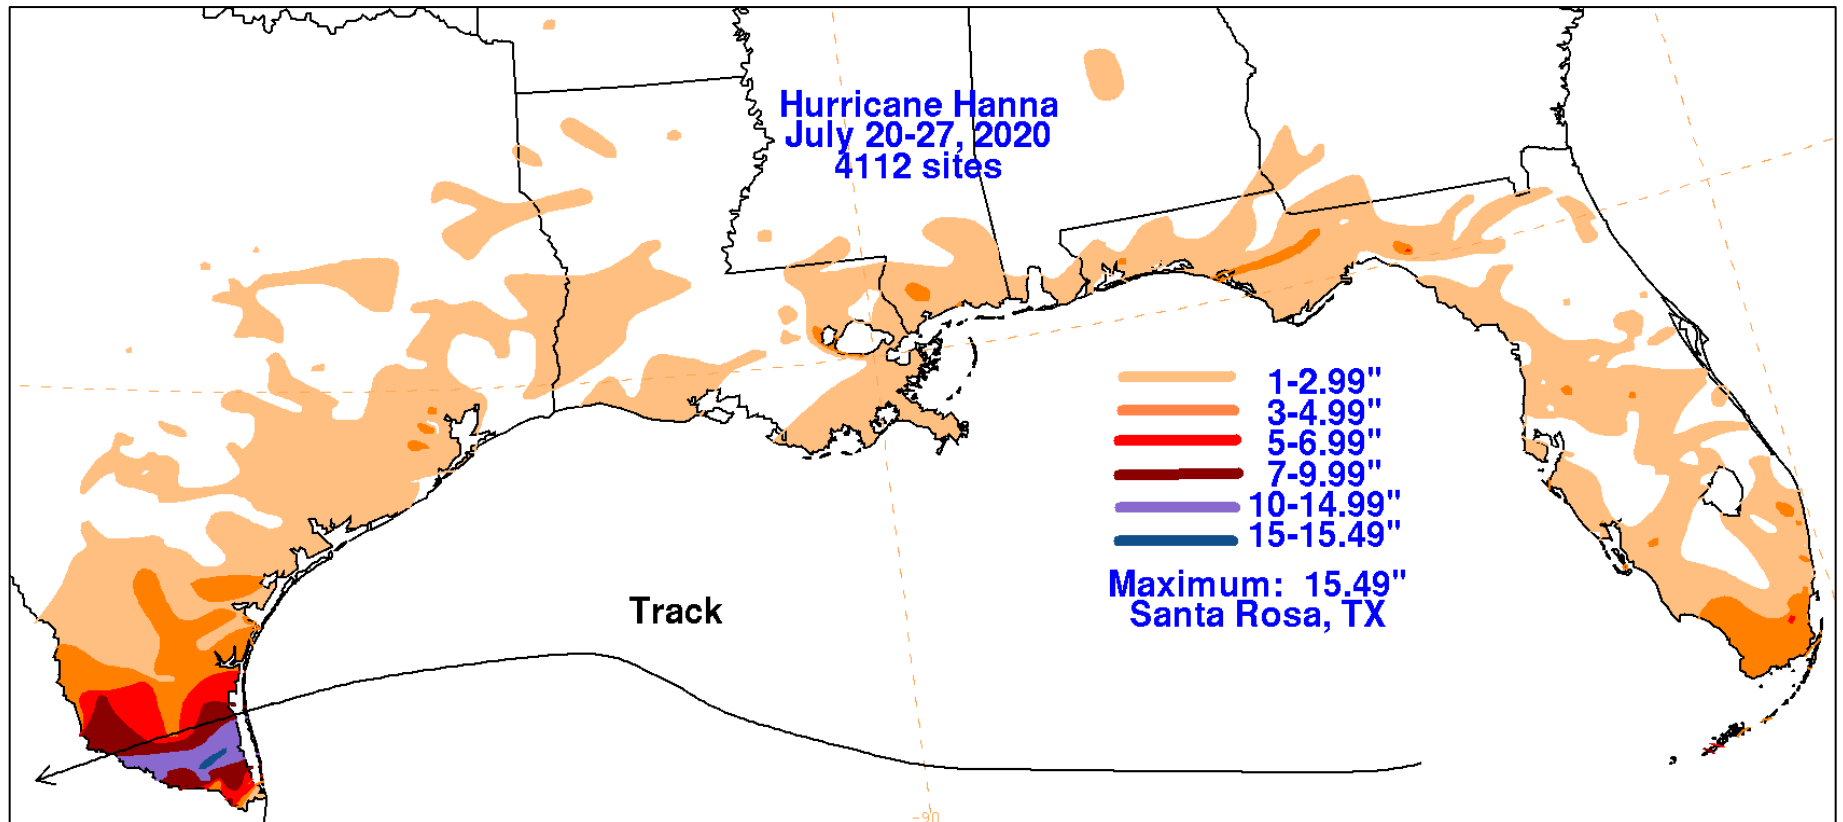 Hurricane Hanna
July 20-27, 2020
4112 sites
1-2.99"
3-4.99"
5-6.99"
7-9.99"
10-14.99"
15-15.49"
Maximum: 15.49"
Santa Rosa, TX
Track
-90